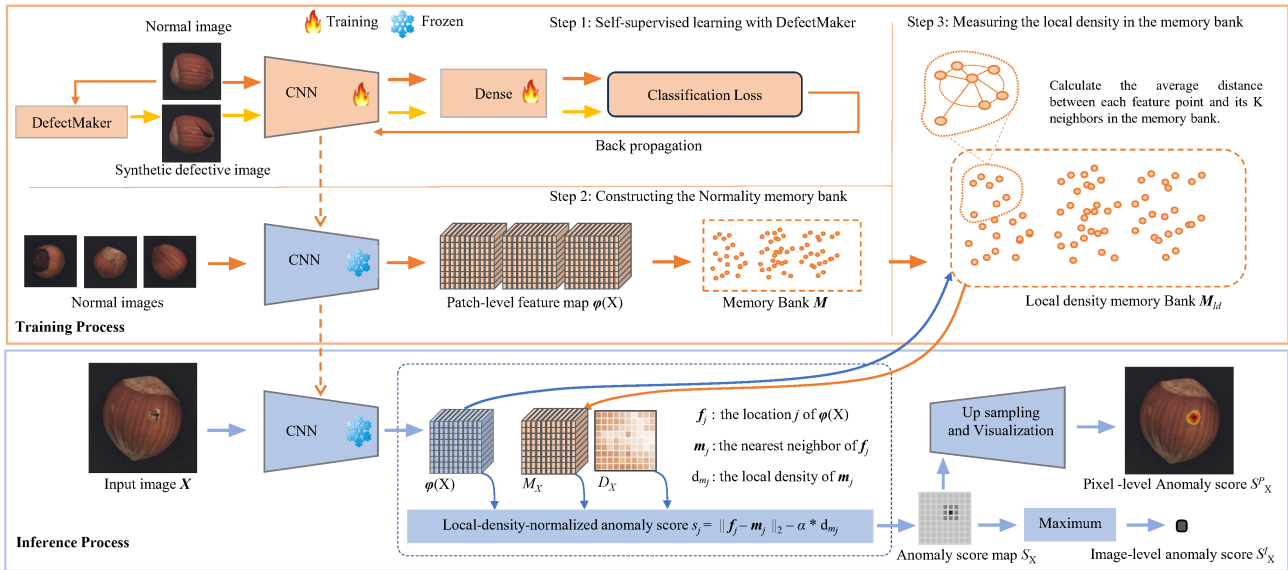 Normal image
Training
Frozen
Step 1: Self-supervised learning with DefectMaker
Step 3: Measuring the local density in the memory bank
CNN
Dense
Classification Loss
DefectMaker
Synthetic defective image
Back propagation
Calculate the average distance
between each feature point and its K
neighbors in the memory bank.
Step 2: Constructing the Normality memory bank
CNN
Normal images
Patch-level feature map φ(X)
Memory Bank M
Local density memory Bank M_ld
Training Process
CNN
Input image X
φ(X)
M_X
D_X
f_j : the location j of φ(X)
m_j : the nearest neighbor of f_j
d_mj : the local density of m_j
Local-density-normalized anomaly score s_j = || f_j – m_j ||_2 – α * d_mj
Up sampling
and Visualization
Pixel -level Anomaly score S^P_X
Maximum
Anomaly score map S_X
Image-level anomaly score S^I_X
Inference Process